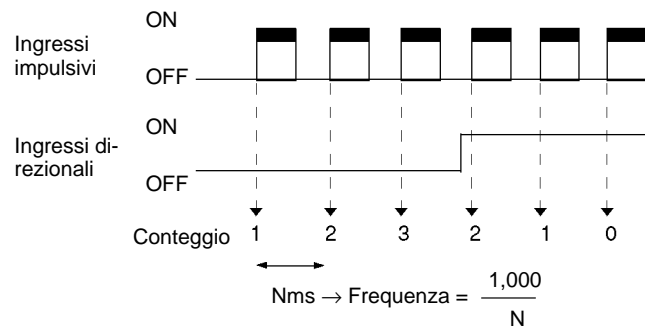 ON
Ingressi
impulsivi
OFF
ON
Ingressi di-
rezionali
OFF
Conteggio 1 2 3 2 1 0
Nms → Frequenza = 1,000
N